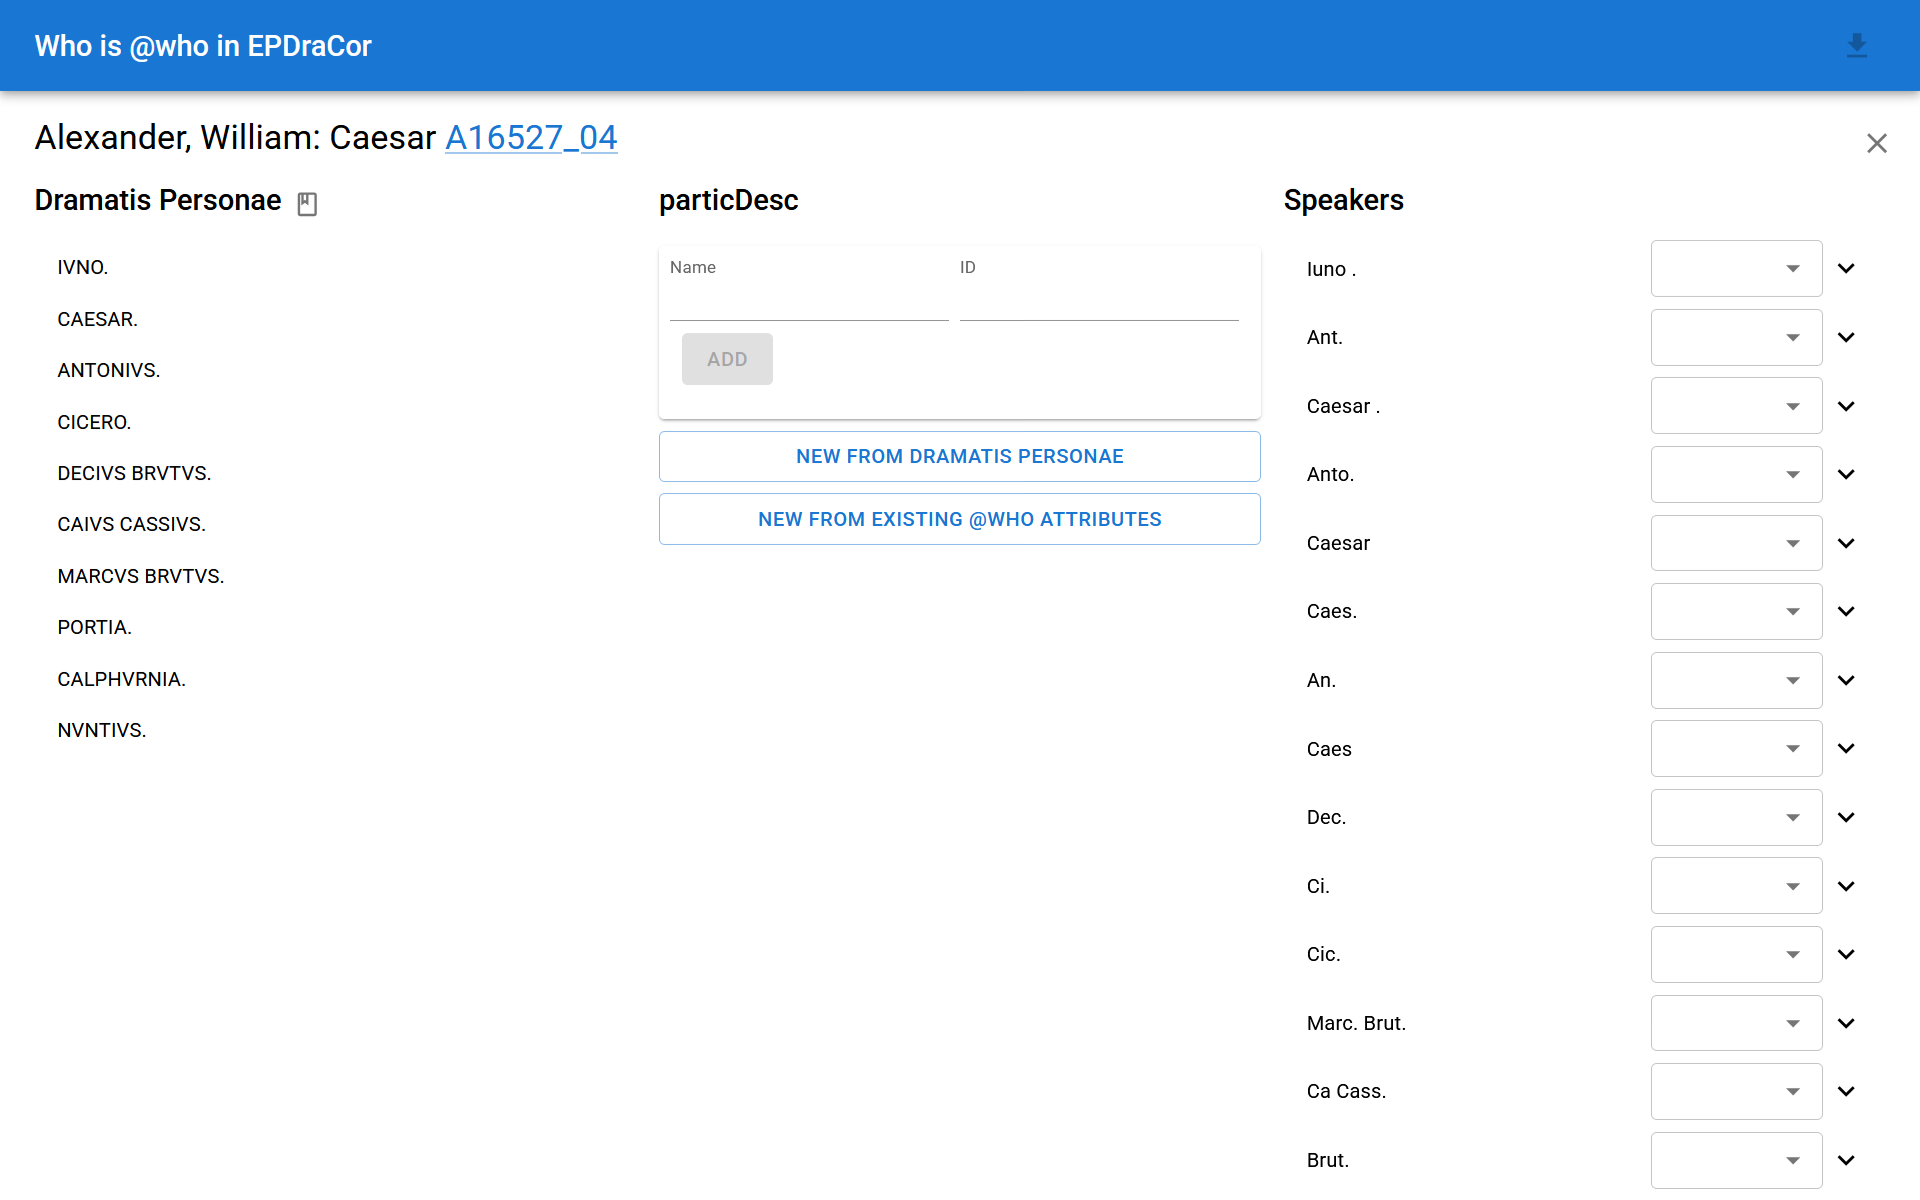 Who is @who in EPDraCor
Alexander, William: Caesar A16527_04
Dramatis Personae
IVNO.
CAESAR.
ANTONIVS.
CICERO.
DECIVS BRVTVS.
CAIVS CASSIVS.
MARCVS BRVTVS.
PORTIA.
CALPHVRNIA.
NVNTIVS.
particDesc
Name ID
ADD
NEW FROM DRAMATIS PERSONAE
NEW FROM EXISTING @WHO ATTRIBUTES
Speakers
Iuno .
Ant.
Caesar .
Anto.
Caesar
Caes.
An.
Caes
Dec.
Ci.
Cic.
Marc. Brut.
Ca Cass.
Brut.